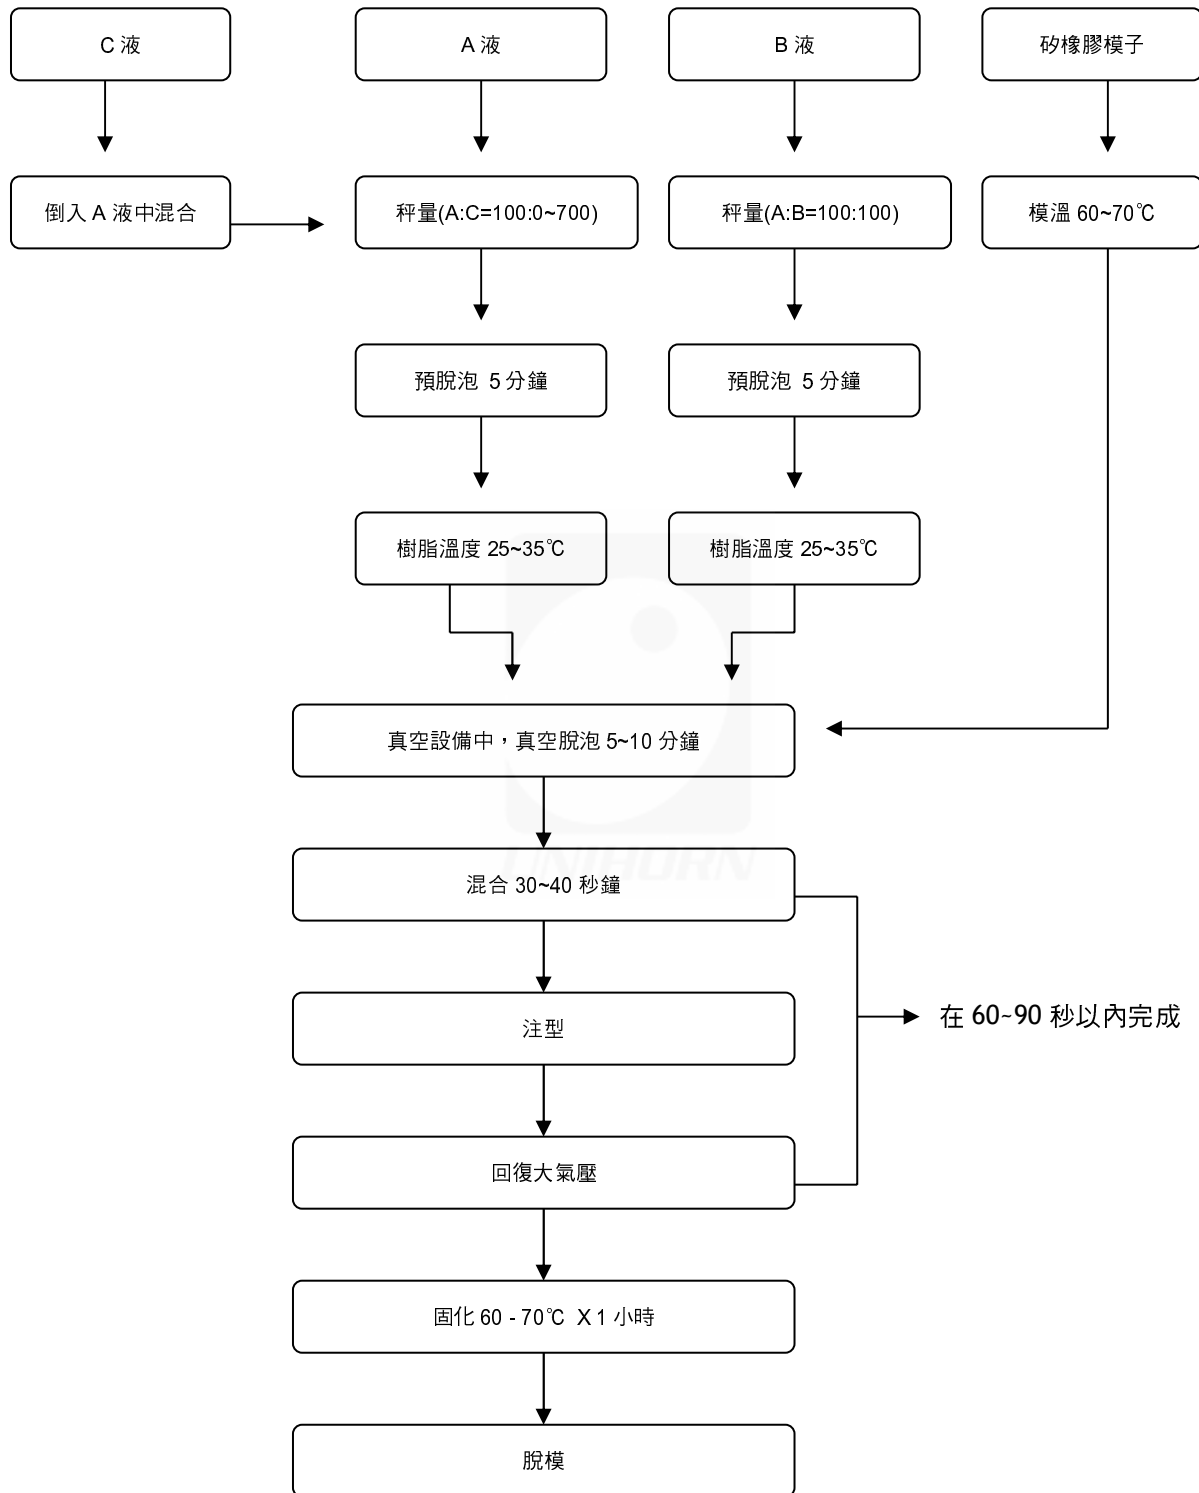 C 液
A 液
B 液
矽橡膠模子
倒入 A 液中混合
秤量(A:C=100:0~700)
秤量(A:B=100:100)
模溫 60~70℃
預脫泡 5 分鐘
預脫泡 5 分鐘
樹脂溫度 25~35℃
樹脂溫度 25~35℃
真空設備中，真空脫泡 5~10 分鐘
UNIHORN
混合 30~40 秒鐘
注型
在 60~90 秒以內完成
回復大氣壓
固化 60 - 70℃ X 1 小時
脫模